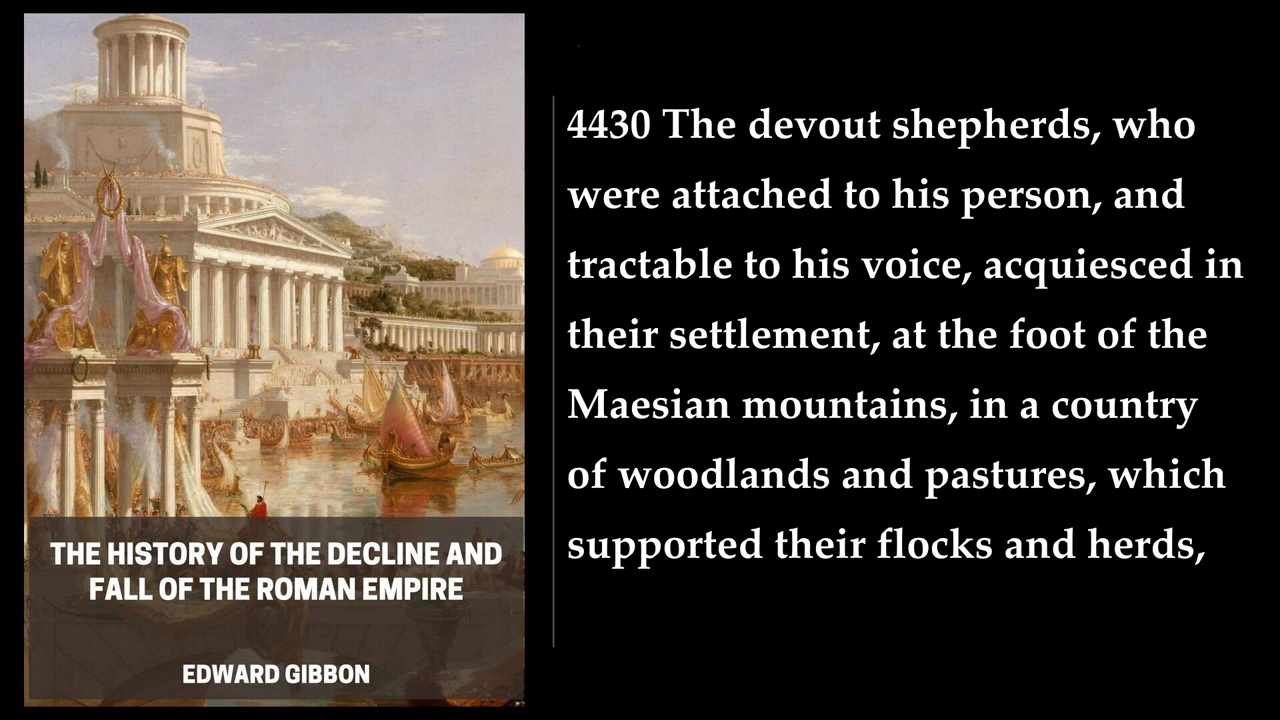 THE HISTORY OF THE DECLINE AND
FALL OF THE ROMAN EMPIRE
EDWARD GIBBON
4430 The devout shepherds, who
were attached to his person, and
tractable to his voice, acquiesced in
their settlement, at the foot of the
Maesian mountains, in a country
of woodlands and pastures, which
supported their flocks and herds,